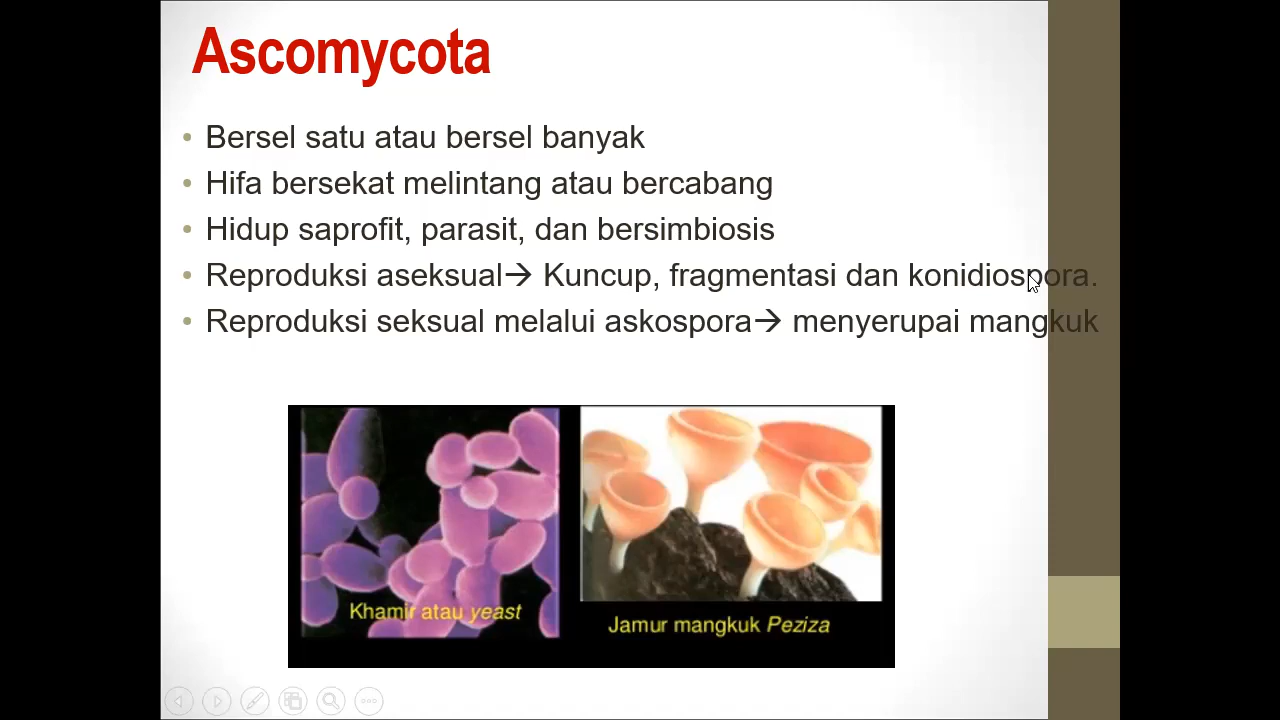 Ascomycota
• Bersel satu atau bersel banyak
• Hifa bersekat melintang atau bercabang
• Hidup saprofit, parasit, dan bersimbiosis
• Reproduksi aseksual→ Kuncup, fragmentasi dan konidiospora.
• Reproduksi seksual melalui askospora→ menyerupai mangkuk
Khamir atau yeast
Jamur mangkuk Peziza